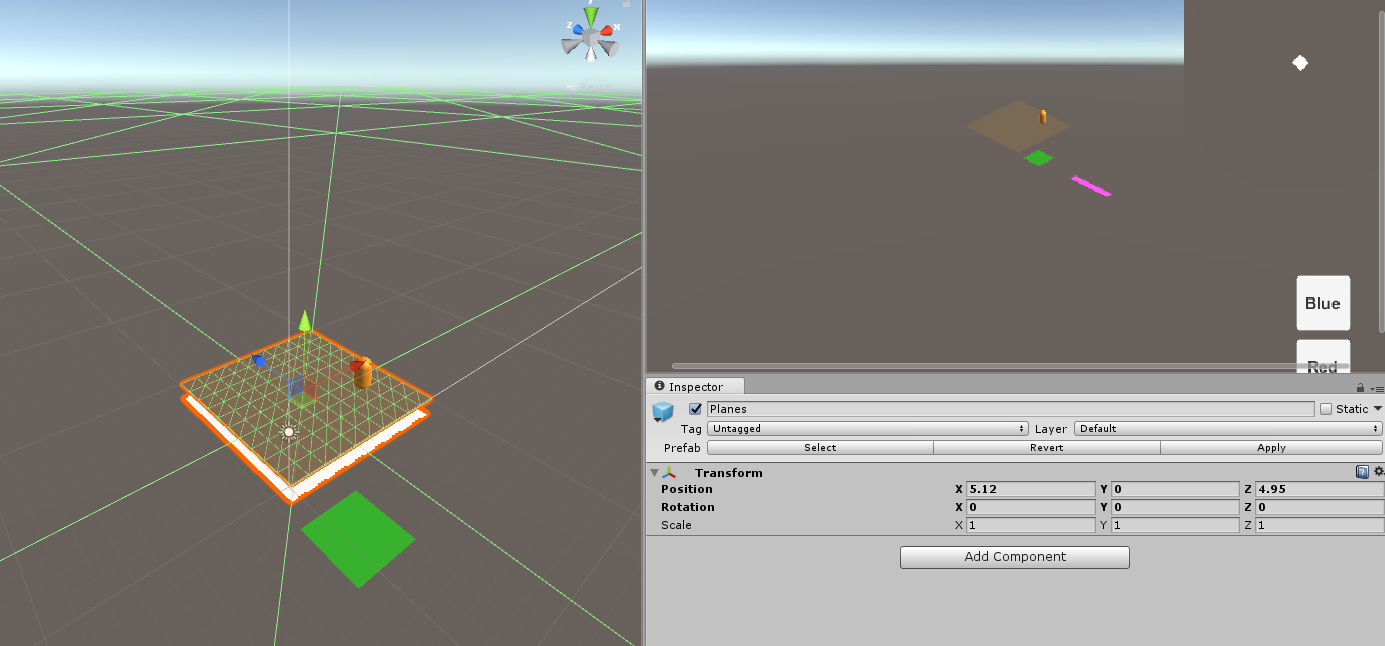 y
z
x
Persp
Blue
Red
Inspector
Planes
Static
Tag Untagged Layer Default
Prefab Select Revert Apply
Transform
Position X 5.12 Y 0 Z 4.95
Rotation X 0 Y 0 Z 0
Scale X 1 Y 1 Z 1
Add Component